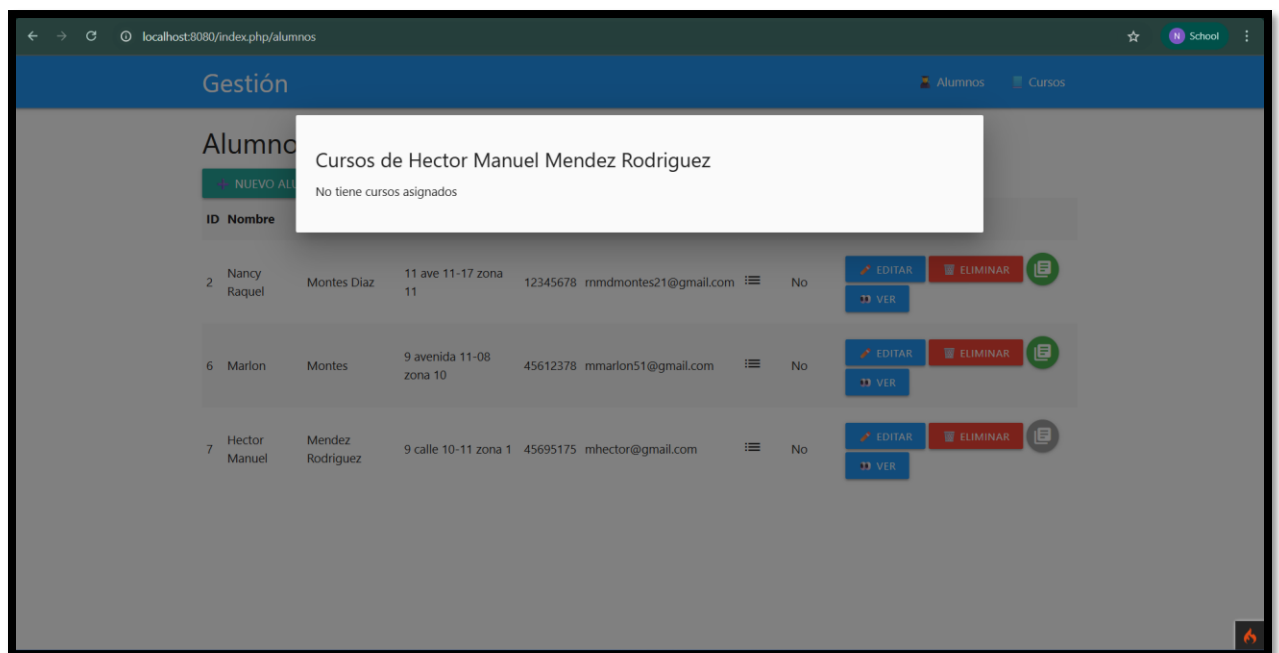 localhost:8080/index.php/alumnos
N School
Gestión
Alumnos
Cursos
Alumno
Cursos de Hector Manuel Mendez Rodriguez
No tiene cursos asignados
NUEVO ALU
ID Nombre
2 Nancy Raquel Montes Diaz 11 ave 11-17 zona 11 12345678 rnmdmontes21@gmail.com No EDITAR ELIMINAR
VER
6 Marlon Montes 9 avenida 11-08 zona 10 45612378 mmarlon51@gmail.com No EDITAR ELIMINAR
VER
7 Hector Manuel Mendez Rodriguez 9 calle 10-11 zona 1 45695175 mhector@gmail.com No EDITAR ELIMINAR
VER